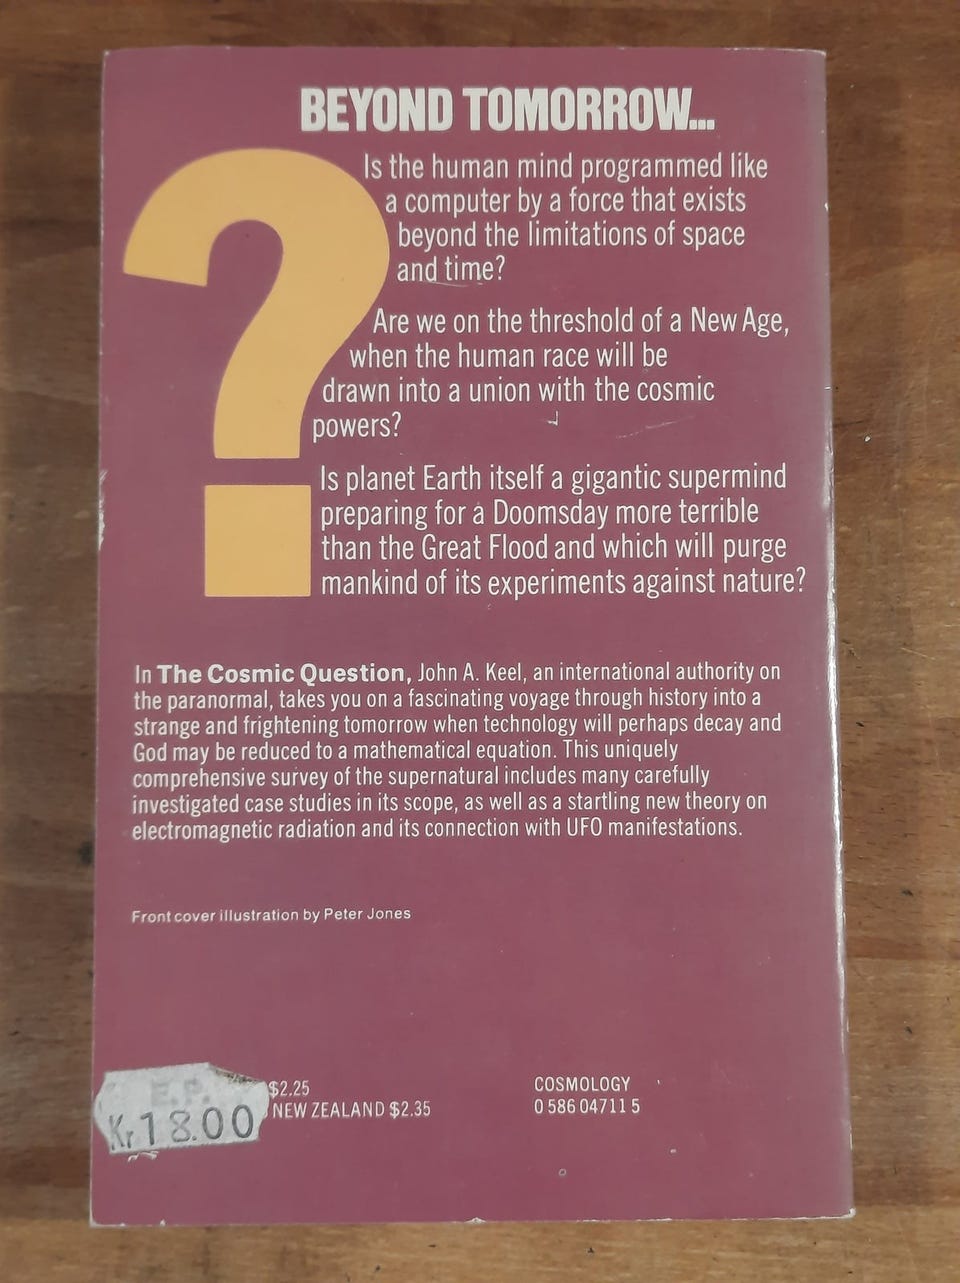 BEYOND TOMORROW...
Is the human mind programmed like
a computer by a force that exists
beyond the limitations of space
and time?
Are we on the threshold of a New Age,
when the human race will be
drawn into a union with the cosmic
powers?
Is planet Earth itself a gigantic supermind
preparing for a Doomsday more terrible
than the Great Flood and which will purge
mankind of its experiments against nature?
In The Cosmic Question, John A. Keel, an international authority on
the paranormal, takes you on a fascinating voyage through history into a
strange and frightening tomorrow when technology will perhaps decay and
God may be reduced to a mathematical equation. This uniquely
comprehensive survey of the supernatural includes many carefully
investigated case studies in its scope, as well as a startling new theory on
electromagnetic radiation and its connection with UFO manifestations.
Front cover illustration by Peter Jones
$2.25
NEW ZEALAND $2.35
E.P.
Kr 18.00
COSMOLOGY
0 586 04711 5